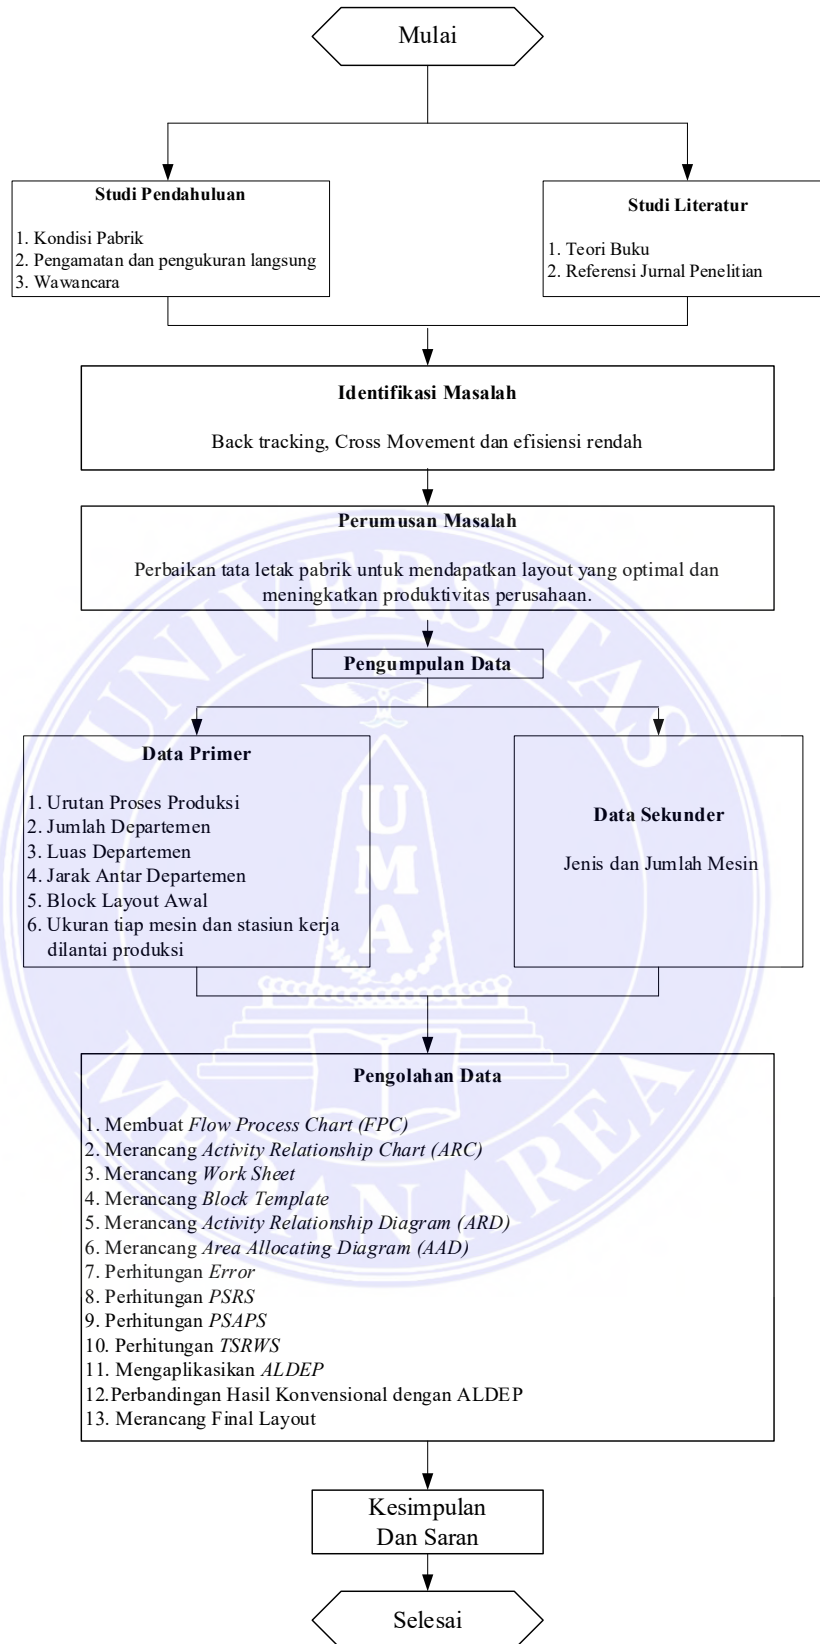 Mulai
Studi Pendahuluan
1. Kondisi Pabrik
2. Pengamatan dan pengukuran langsung
3. Wawancara
Studi Literatur
1. Teori Buku
2. Referensi Jurnal Penelitian
Identifikasi Masalah
Back tracking, Cross Movement dan efisiensi rendah
Perumusan Masalah
Perbaikan tata letak pabrik untuk mendapatkan layout yang optimal dan
meningkatkan produktivitas perusahaan.
Pengumpulan Data
Data Primer
1. Urutan Proses Produksi
2. Jumlah Departemen
3. Luas Departemen
4. Jarak Antar Departemen
5. Block Layout Awal
6. Ukuran tiap mesin dan stasiun kerja
dilantai produksi
Data Sekunder
Jenis dan Jumlah Mesin
Pengolahan Data
1. Membuat Flow Process Chart (FPC)
2. Merancang Activity Relationship Chart (ARC)
3. Merancang Work Sheet
4. Merancang Block Template
5. Merancang Activity Relationship Diagram (ARD)
6. Merancang Area Allocating Diagram (AAD)
7. Perhitungan Error
8. Perhitungan PSRS
9. Perhitungan PSAPS
10. Perhitungan TSRWS
11. Mengaplikasikan ALDEP
12.Perbandingan Hasil Konvensional dengan ALDEP
13. Merancang Final Layout
Kesimpulan
Dan Saran
Selesai
UNIVERSITAS
UMA
MEDAN AREA